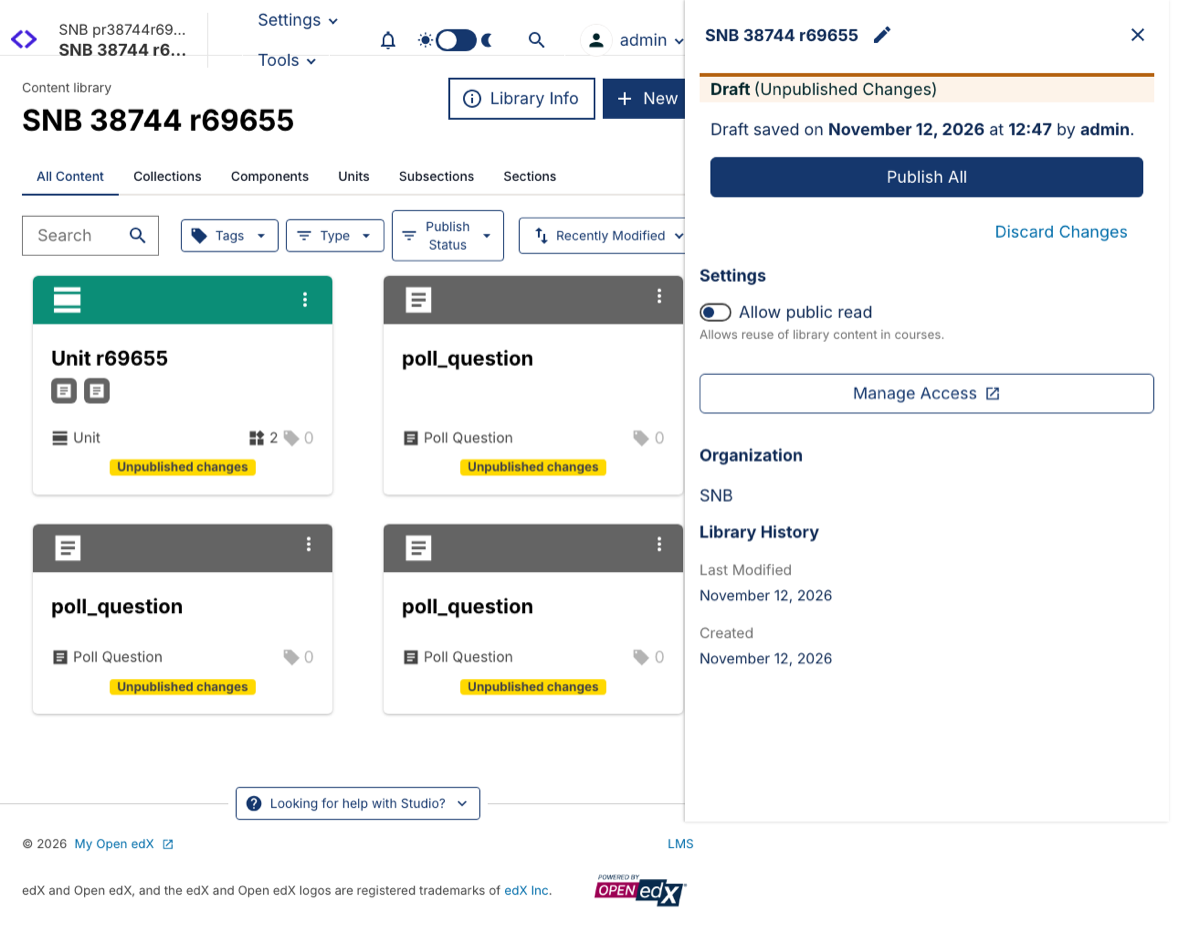 SNB pr38744r69...
SNB 38744 r6...
Settings
Tools
admin
Content library
SNB 38744 r69655
Library Info
New
All Content
Collections
Components
Units
Subsections
Sections
Search
Tags
Type
Publish
Status
Recently Modified
Unit r69655
Unit
2
0
Unpublished changes
poll_question
Poll Question
0
Unpublished changes
poll_question
Poll Question
0
Unpublished changes
poll_question
Poll Question
0
Unpublished changes
SNB 38744 r69655
Draft (Unpublished Changes)
Draft saved on November 12, 2026 at 12:47 by admin.
Publish All
Discard Changes
Settings
Allow public read
Allows reuse of library content in courses.
Manage Access
Organization
SNB
Library History
Last Modified
November 12, 2026
Created
November 12, 2026
Looking for help with Studio?
© 2026 My Open edX
LMS
edX and Open edX, and the edX and Open edX logos are registered trademarks of edX Inc.
POWERED BY
OPEN edX